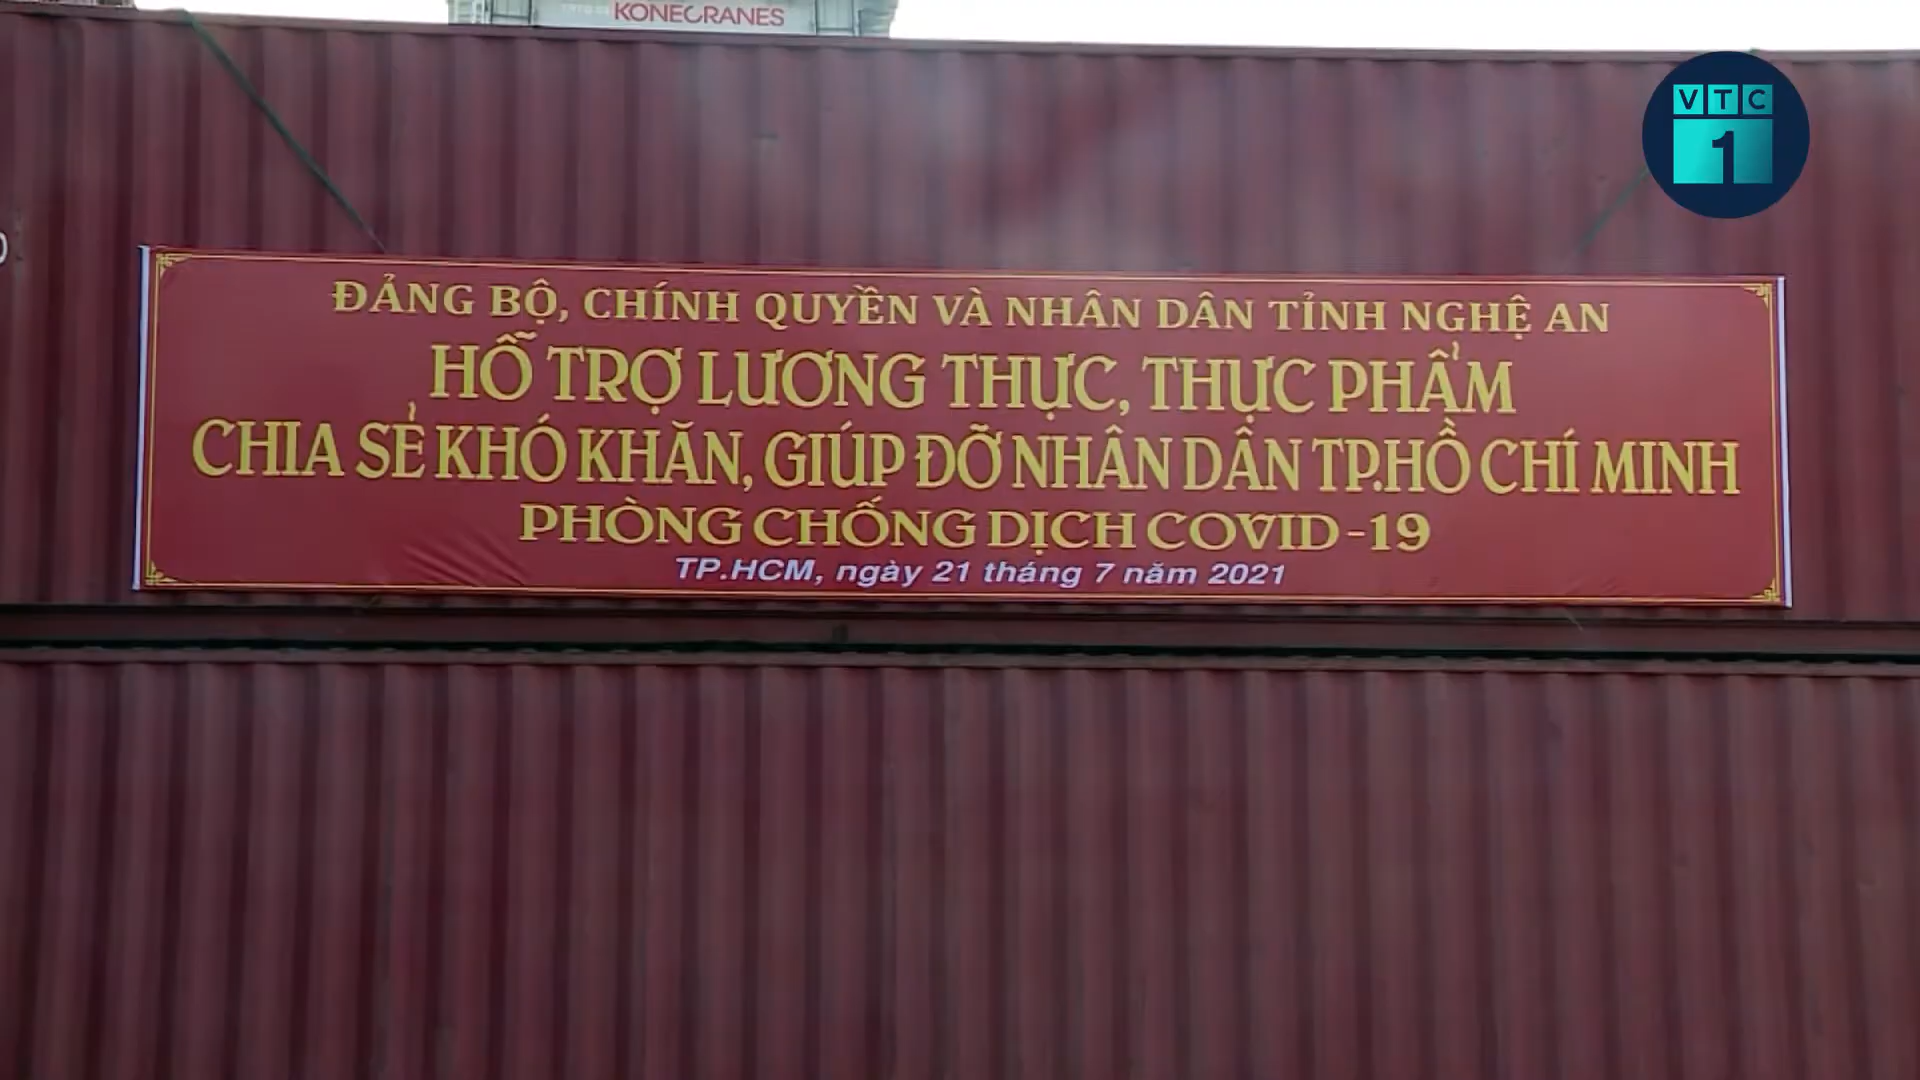 KONECRANES
VTC
1
ĐẢNG BỘ, CHÍNH QUYỀN VÀ NHÂN DÂN TỈNH NGHỆ AN
HỖ TRỢ LƯƠNG THỰC, THỰC PHẨM
CHIA SẺ KHÓ KHĂN, GIÚP ĐỠ NHÂN DÂN TP.HỒ CHÍ MINH
PHÒNG CHỐNG DỊCH COVID-19
TP.HCM, ngày 21 tháng 7 năm 2021